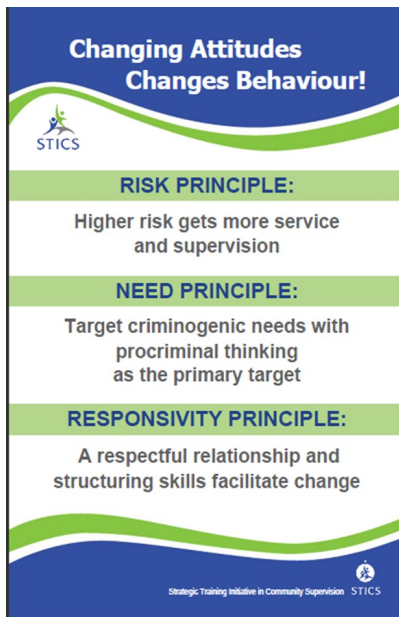 Changing Attitudes
Changes Behaviour!
STICS
RISK PRINCIPLE:
Higher risk gets more service
and supervision
NEED PRINCIPLE:
Target criminogenic needs with
procriminal thinking
as the primary target
RESPONSIVITY PRINCIPLE:
A respectful relationship and
structuring skills facilitate change
Strategic Training Initiative in Community Supervision STICS